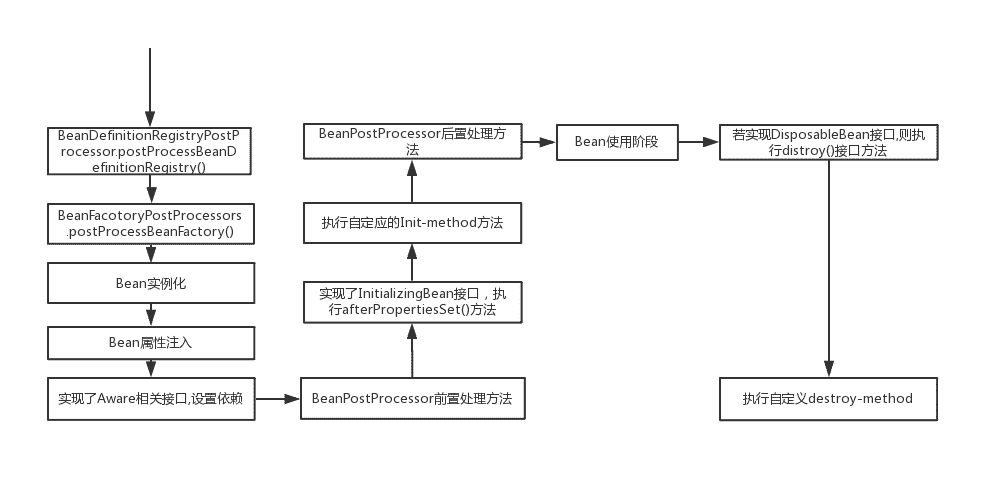 BeanDefinitionRegistryPostP
rocessor.postProcessBeanD
efinitionRegistry()
BeanFacotoryPostProcessors
.postProcessBeanFactory()
Bean实例化
Bean属性注入
实现了Aware相关接口,设置依赖
BeanPostProcessor前置处理方法
实现了InitializingBean接口，执
行afterPropertiesSet()方法
执行自定应的Init-method方法
BeanPostProcessor后置处理方
法
Bean使用阶段
若实现DisposableBean接口,则执
行distroy()接口方法
执行自定义destroy-method